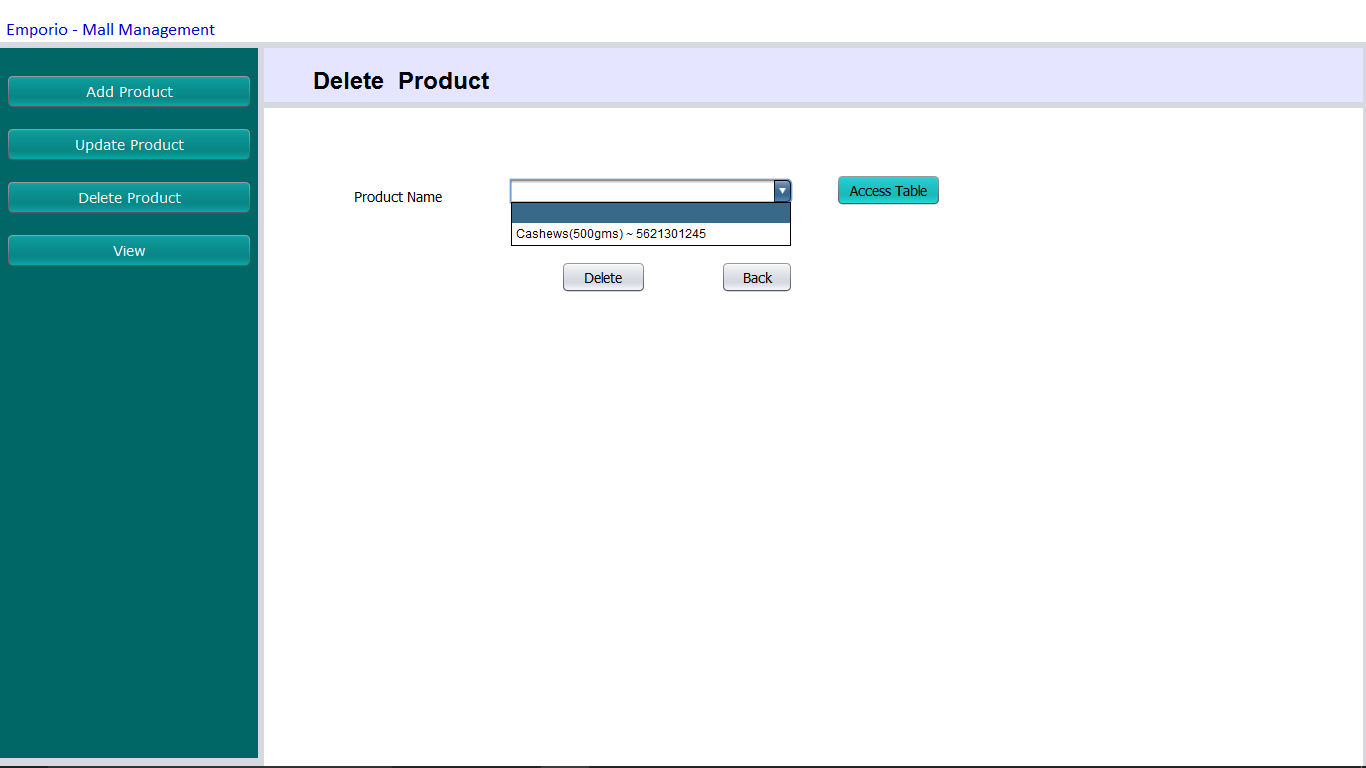 Emporio - Mall Management
Add Product
Update Product
Delete Product
View
Delete Product
Product Name
Access Table
Cashews(500gms) ~ 5621301245
Delete
Back